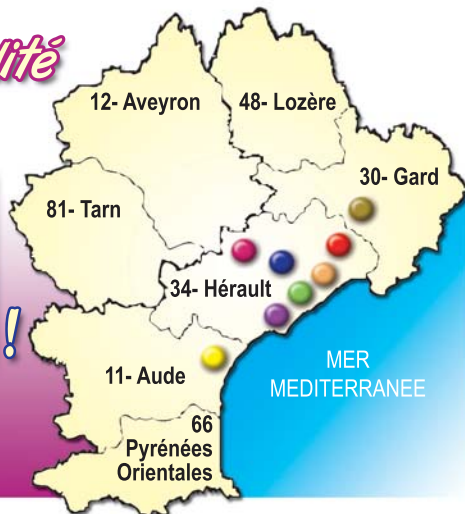 lité
12- Aveyron
48- Lozère
30- Gard
81- Tarn
34- Hérault
!
11- Aude
MER
MEDITERRANEE
66
Pyrénées
Orientales